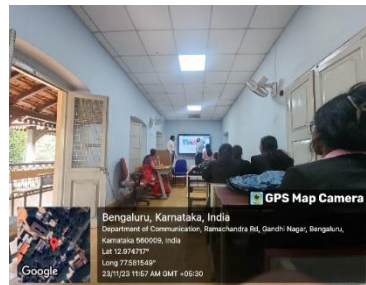 GPS Map Camera
Bengaluru, Karnataka, India
Department of Communication, Ramachandra Rd, Gandhi Nagar, Bengaluru,
Karnataka 560009, India
Lat 12.974717°
Long 77.581549°
23/11/23 11:57 AM GMT +05:30
Google